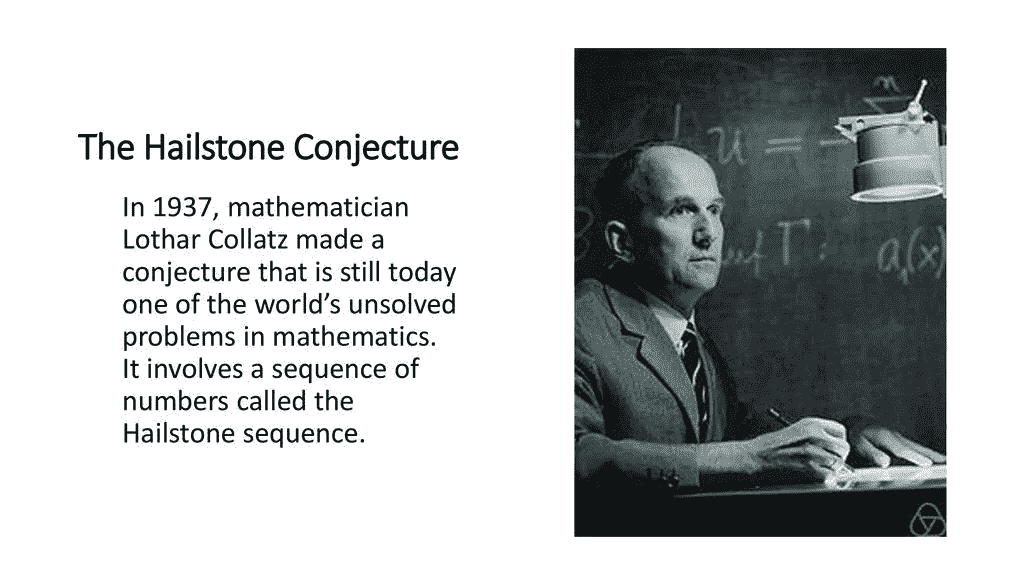 The Hailstone Conjecture
In 1937, mathematician
Lothar Collatz made a
conjecture that is still today
one of the world’s unsolved
problems in mathematics.
It involves a sequence of
numbers called the
Hailstone sequence.
u = -
Γ :
a₁(x)